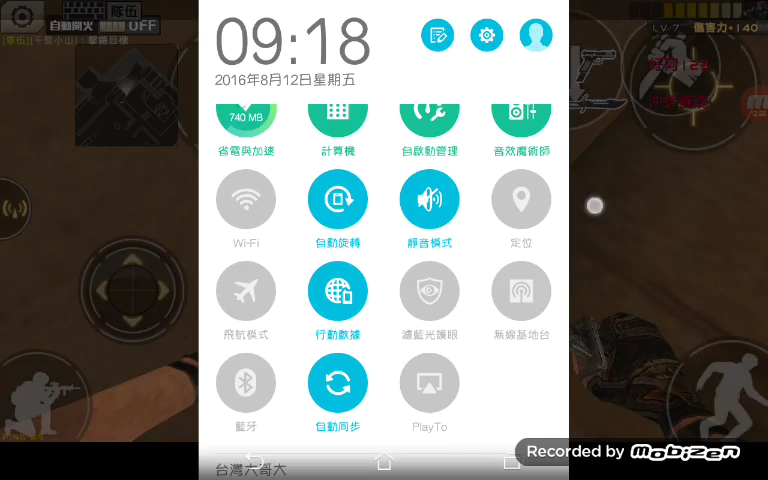 隊伍
自動開火 OFF
[隊伍]
09:18
2016年8月12日星期五
LV.7 傷害力+140
740 MB
省電與加速
計算機
自啟動管理
音效魔術師
Wi-Fi
自動旋轉
靜音模式
定位
飛航模式
行動數據
濾藍光護眼
無線基地台
藍牙
自動同步
PlayTo
台灣大哥大
Recorded by MOBIZEN